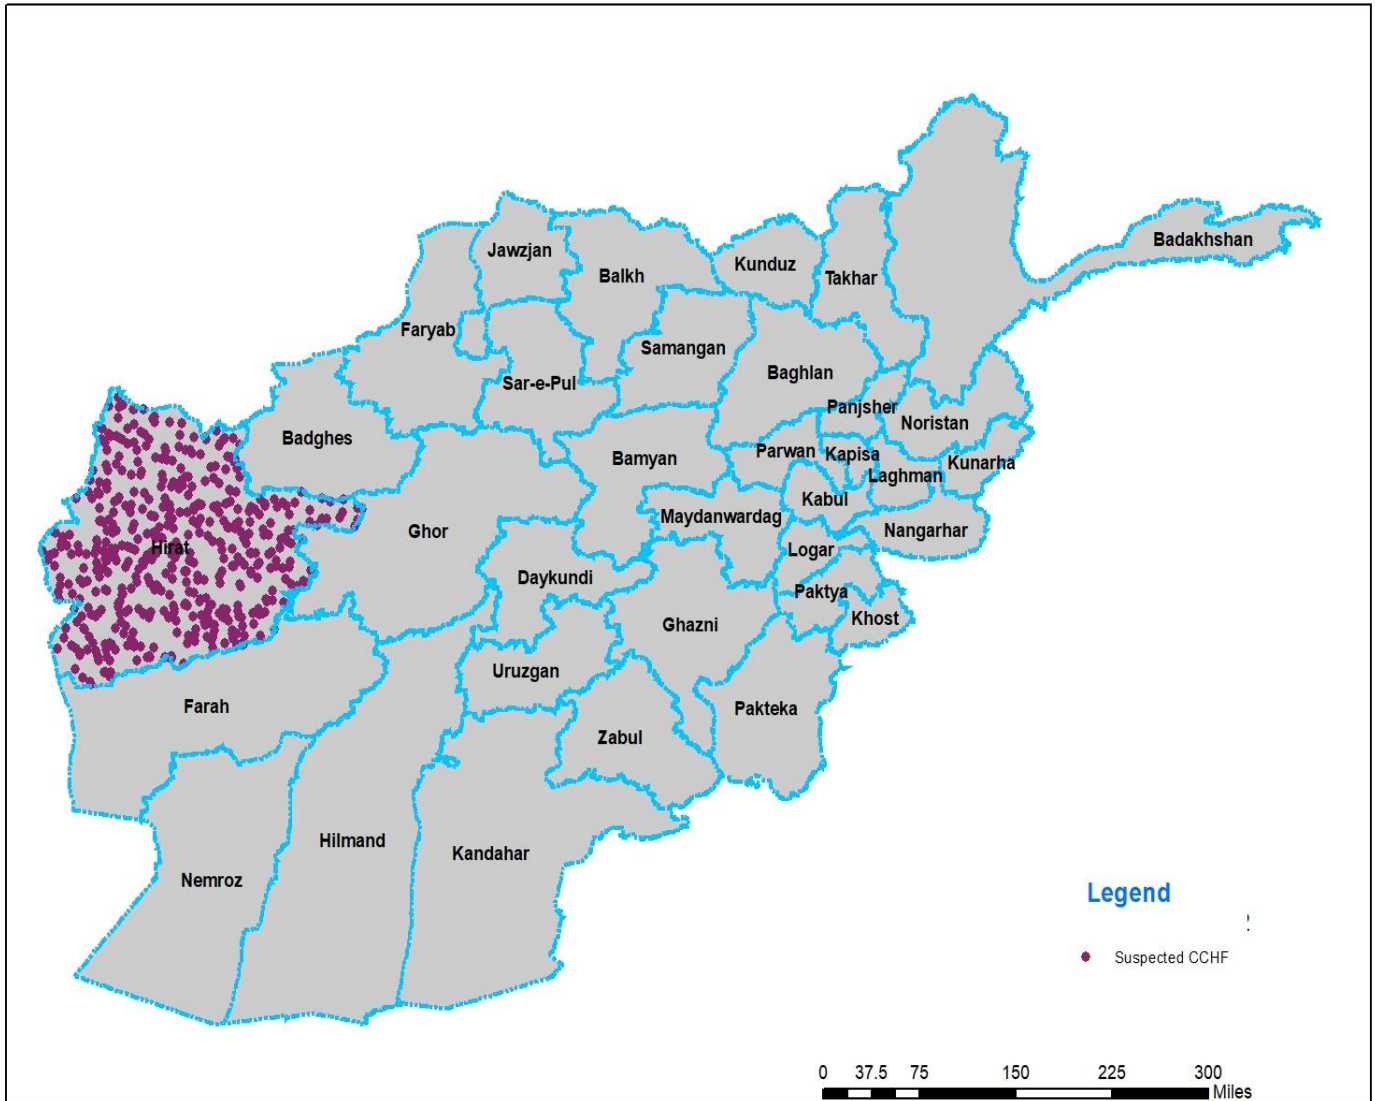 Badakhshan
Jawzjan
Balkh
Kunduz
Takhar
Faryab
Samangan
Baghlan
Sar-e-Pul
Panjsher
Noristan
Badghes
Parwan
Kapisa
Bamyan
Kunarha
Laghman
Kabul
Maydanwardag
Ghor
Nangarhar
Hirat
Logar
Daykundi
Paktya
Khost
Ghazni
Uruzgan
Farah
Pakteka
Zabul
Hilmand
Kandahar
Nemroz
Legend
Suspected CCHF
0 37.5 75 150 225 300
Miles